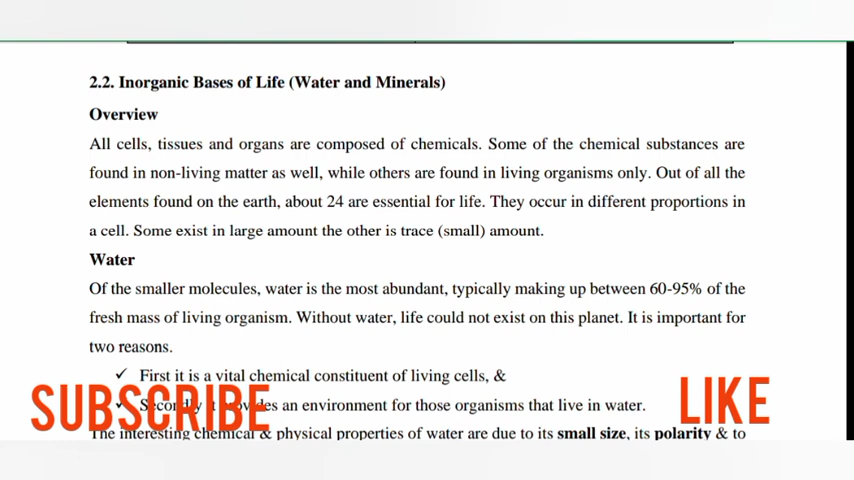 2.2. Inorganic Bases of Life (Water and Minerals)
Overview
All cells, tissues and organs are composed of chemicals. Some of the chemical substances are
found in non-living matter as well, while others are found in living organisms only. Out of all the
elements found on the earth, about 24 are essential for life. They occur in different proportions in
a cell. Some exist in large amount the other is trace (small) amount.
Water
Of the smaller molecules, water is the most abundant, typically making up between 60-95% of the
fresh mass of living organism. Without water, life could not exist on this planet. It is important for
two reasons.
✓ First it is a vital chemical constituent of living cells, &
Secondly it provides an environment for those organisms that live in water.
SUBSCRIBE
LIKE
The interesting chemical & physical properties of water are due to its small size, its polarity & to